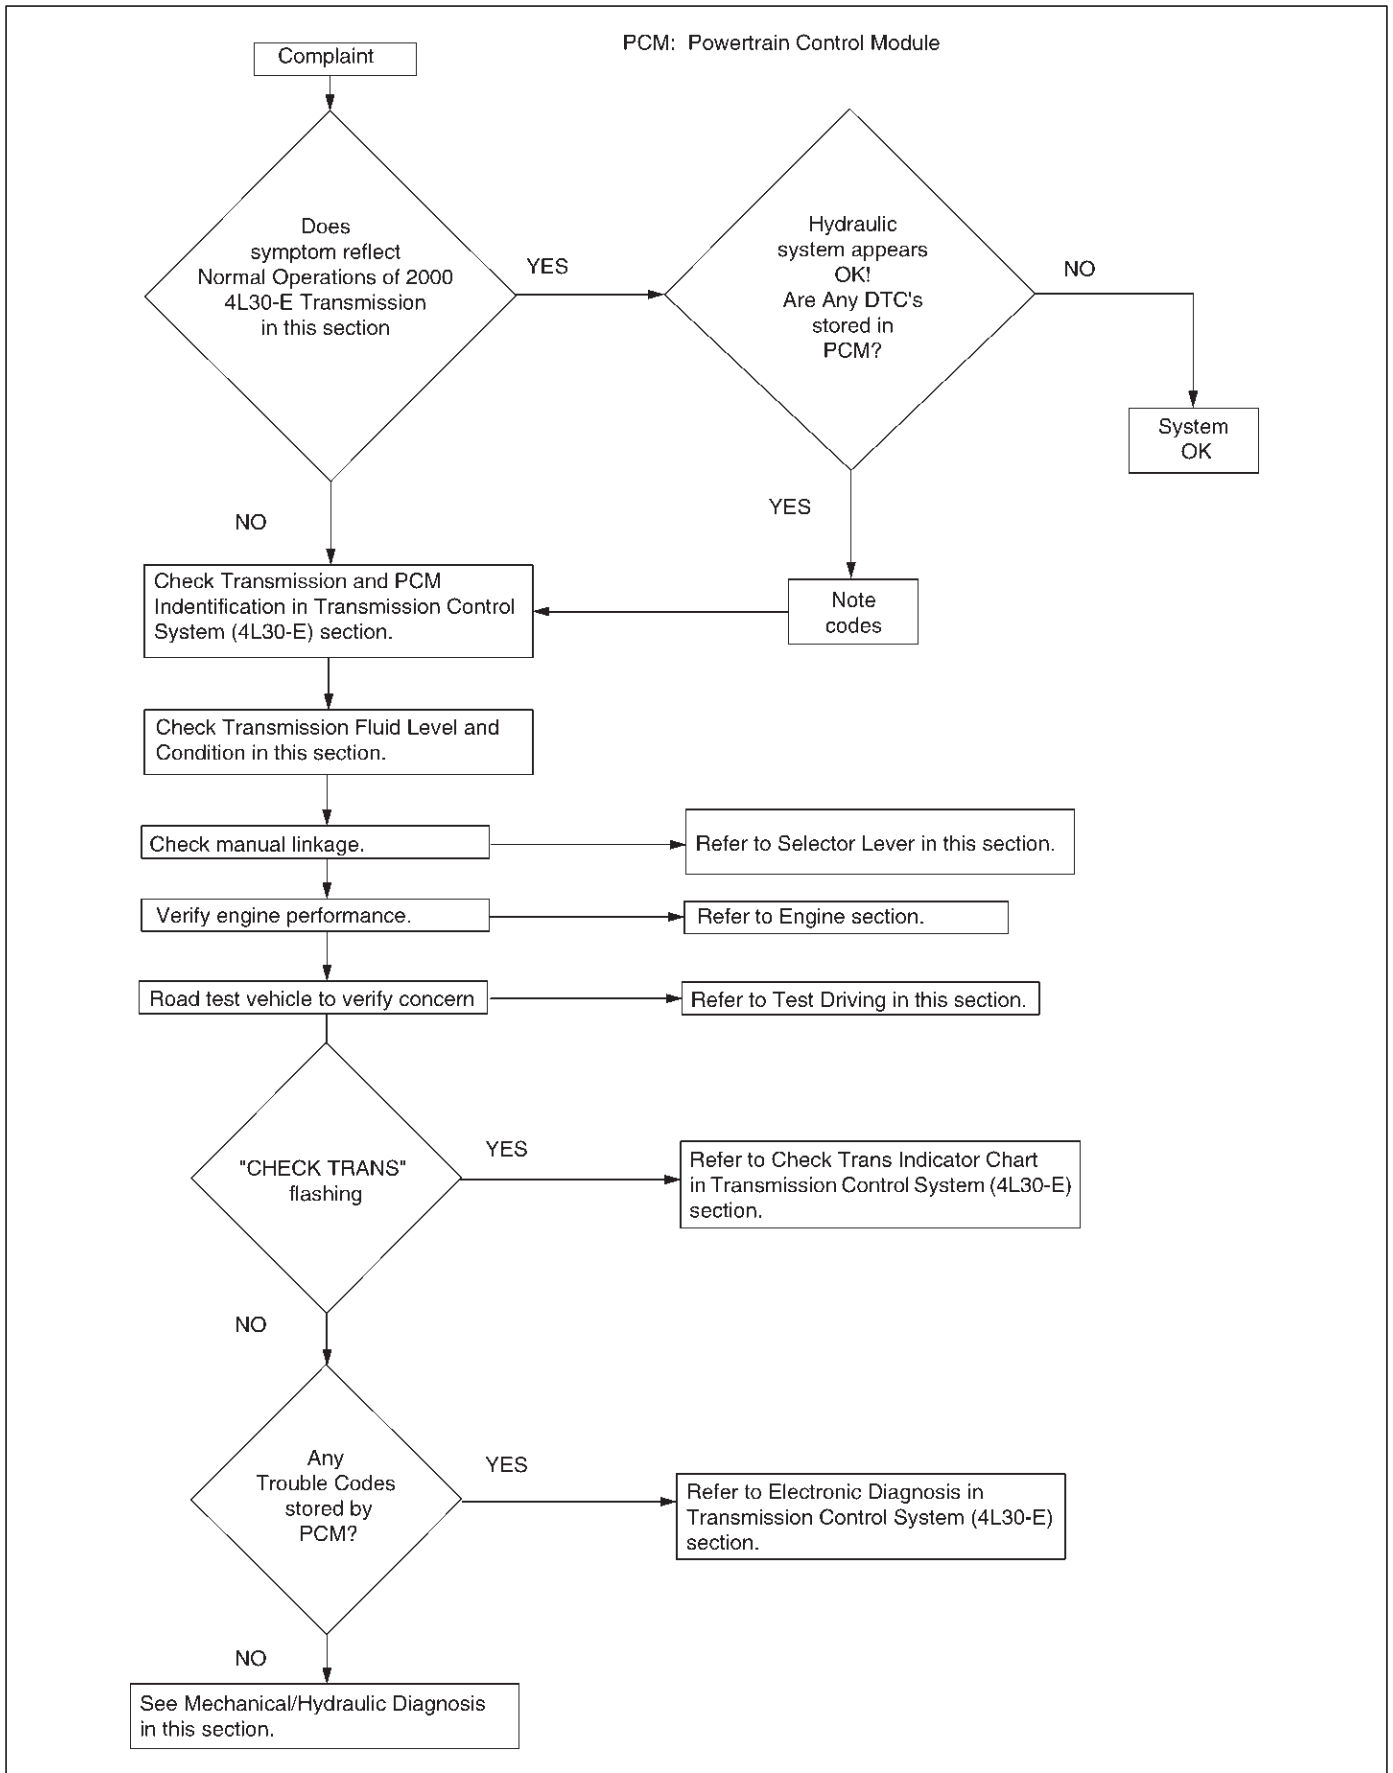 PCM: Powertrain Control Module
Complaint
Does
symptom reflect
Normal Operations of 2000
4L30-E Transmission
in this section
YES
Hydraulic
system appears
OK!
Are Any DTC's
stored in
PCM?
NO
System
OK
YES
Note
codes
NO
Check Transmission and PCM
Indentification in Transmission Control
System (4L30-E) section.
Check Transmission Fluid Level and
Condition in this section.
Check manual linkage.
Refer to Selector Lever in this section.
Verify engine performance.
Refer to Engine section.
Road test vehicle to verify concern
Refer to Test Driving in this section.
"CHECK TRANS"
flashing
YES
Refer to Check Trans Indicator Chart
in Transmission Control System (4L30-E)
section.
NO
Any
Trouble Codes
stored by
PCM?
YES
Refer to Electronic Diagnosis in
Transmission Control System (4L30-E)
section.
NO
See Mechanical/Hydraulic Diagnosis
in this section.